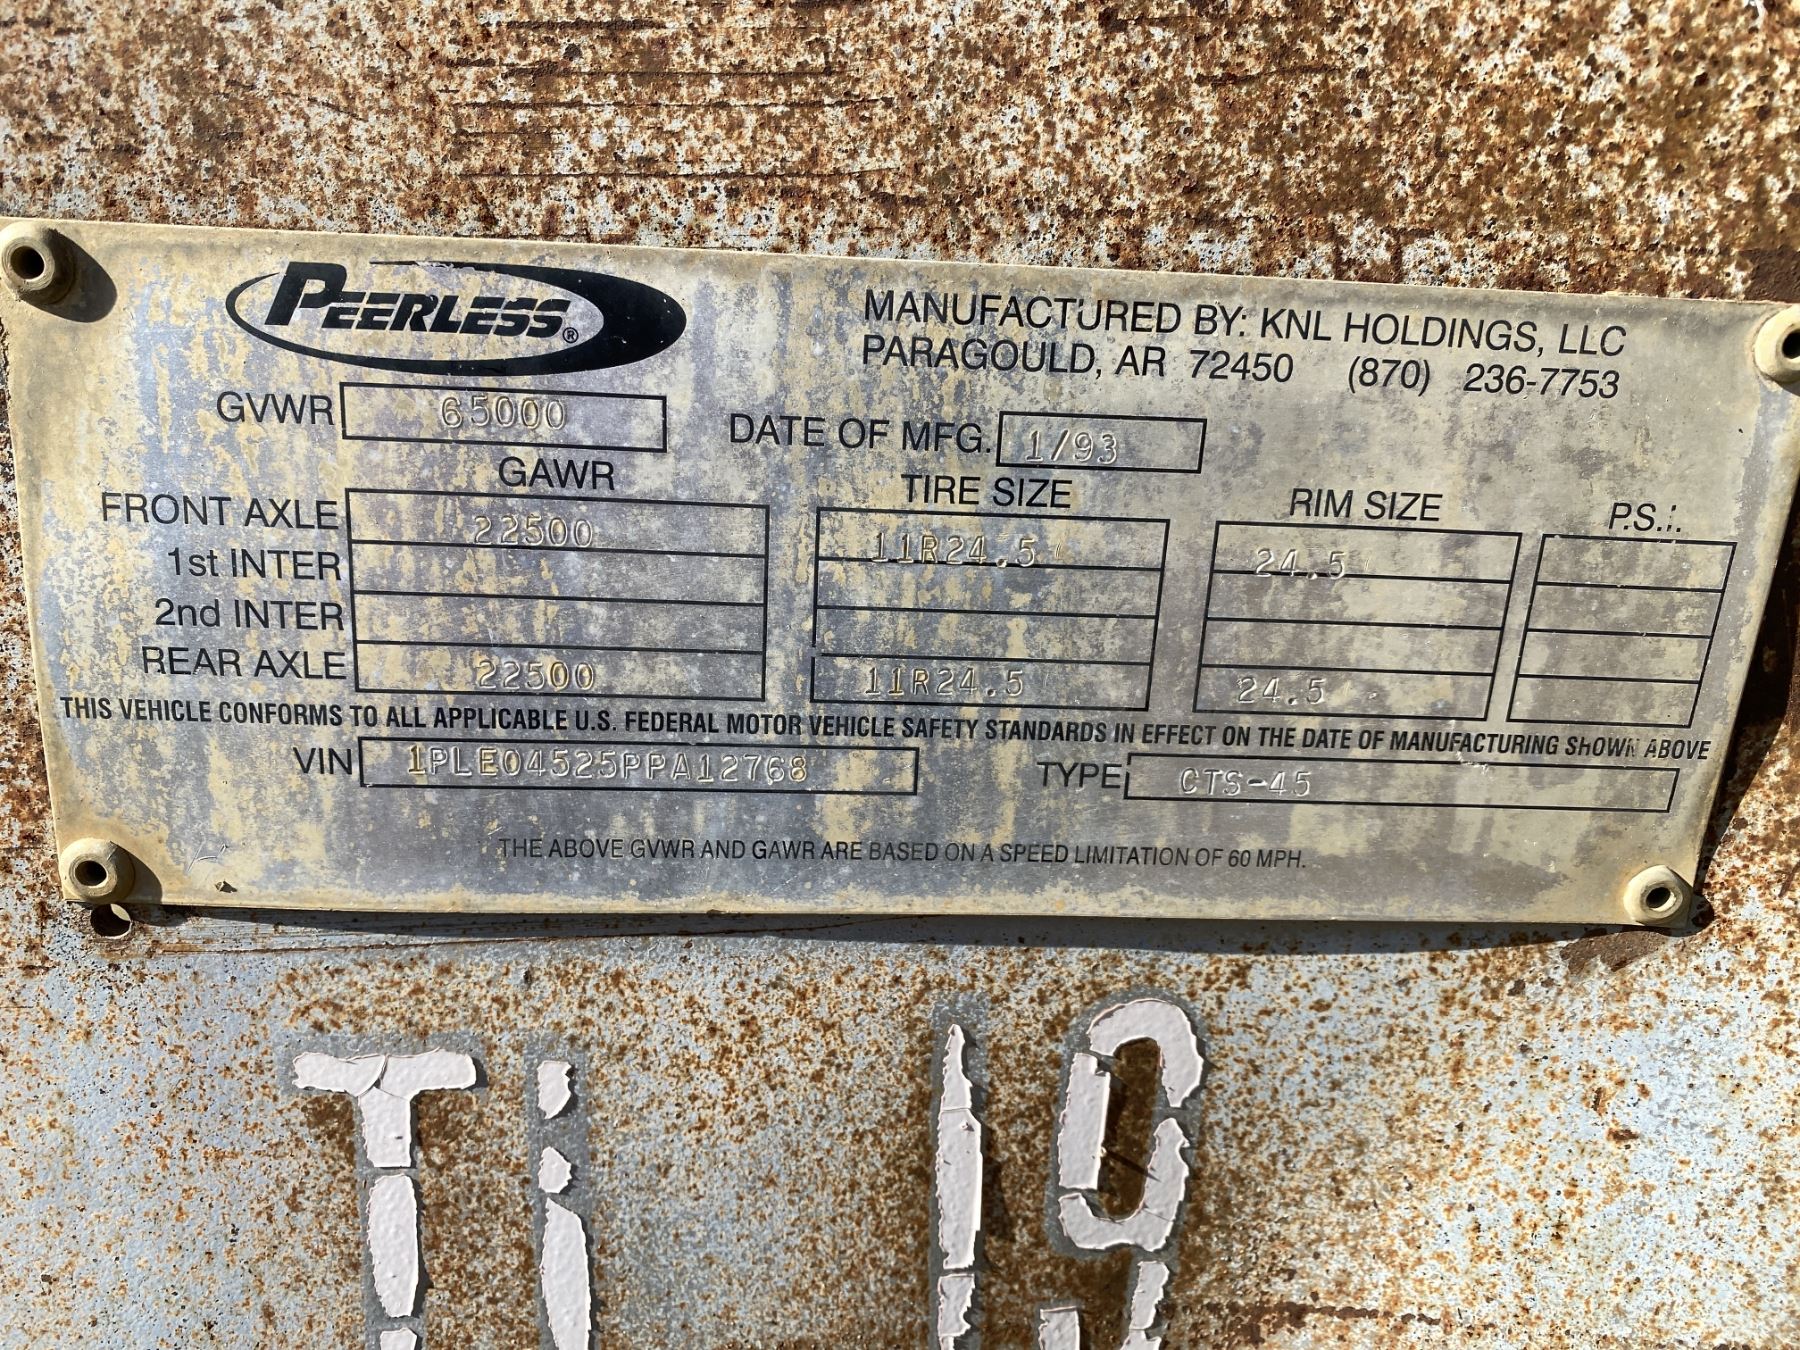 PEERLESS®
MANUFACTURED BY: KNL HOLDINGS, LLC
PARAGOULD, AR 72450 (870) 236-7753
GVWR 65000 DATE OF MFG. 1/93
GAWR TIRE SIZE RIM SIZE P.S.I.
FRONT AXLE 22500 11R24.5 24.5
1st INTER
2nd INTER
REAR AXLE 22500 11R24.5 24.5
THIS VEHICLE CONFORMS TO ALL APPLICABLE U.S. FEDERAL MOTOR VEHICLE SAFETY STANDARDS IN EFFECT ON THE DATE OF MANUFACTURING SHOWN ABOVE
VIN 1PLE04525PPA12768 TYPE CTS-45
THE ABOVE GVWR AND GAWR ARE BASED ON A SPEED LIMITATION OF 60 MPH.